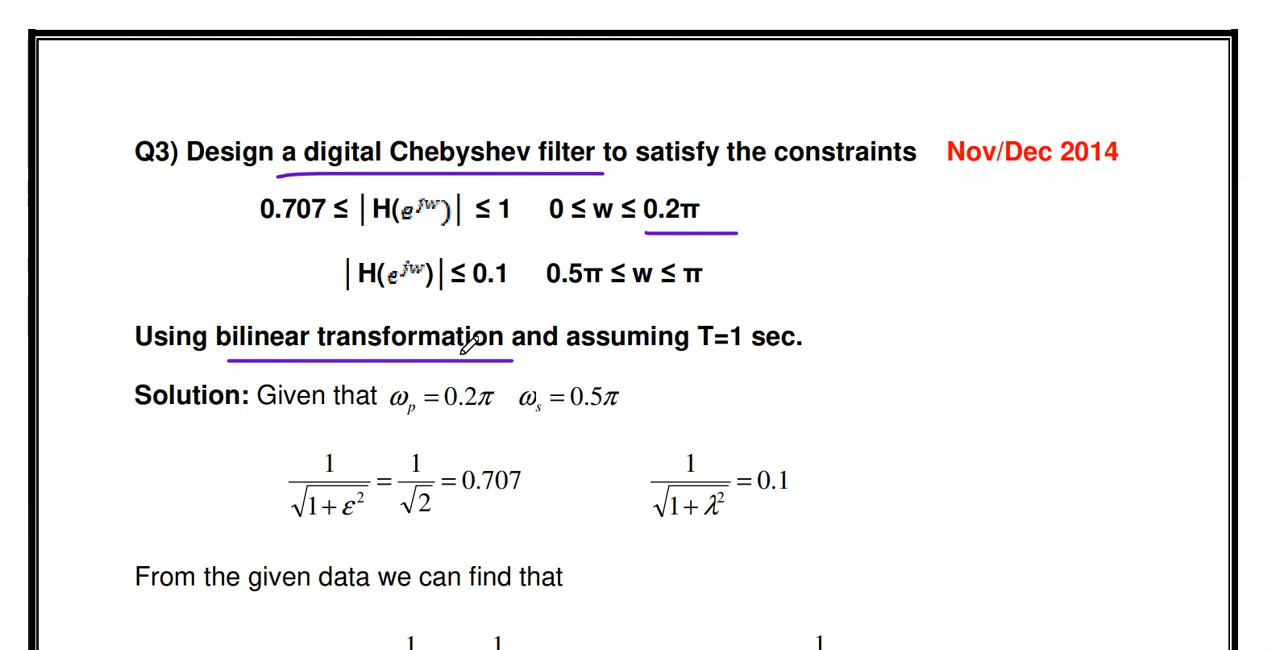 Q3) Design a digital Chebyshev filter to satisfy the constraints Nov/Dec 2014
0.707 ≤ |H(e^jw)| ≤ 1 0 ≤ w ≤ 0.2π
|H(e^jw)| ≤ 0.1 0.5π ≤ w ≤ π
Using bilinear transformation and assuming T=1 sec.
Solution: Given that ω_p = 0.2π ω_s = 0.5π
1/√(1+ε²) = 1/√2 = 0.707 1/√(1+λ²) = 0.1
From the given data we can find that
1 1 1